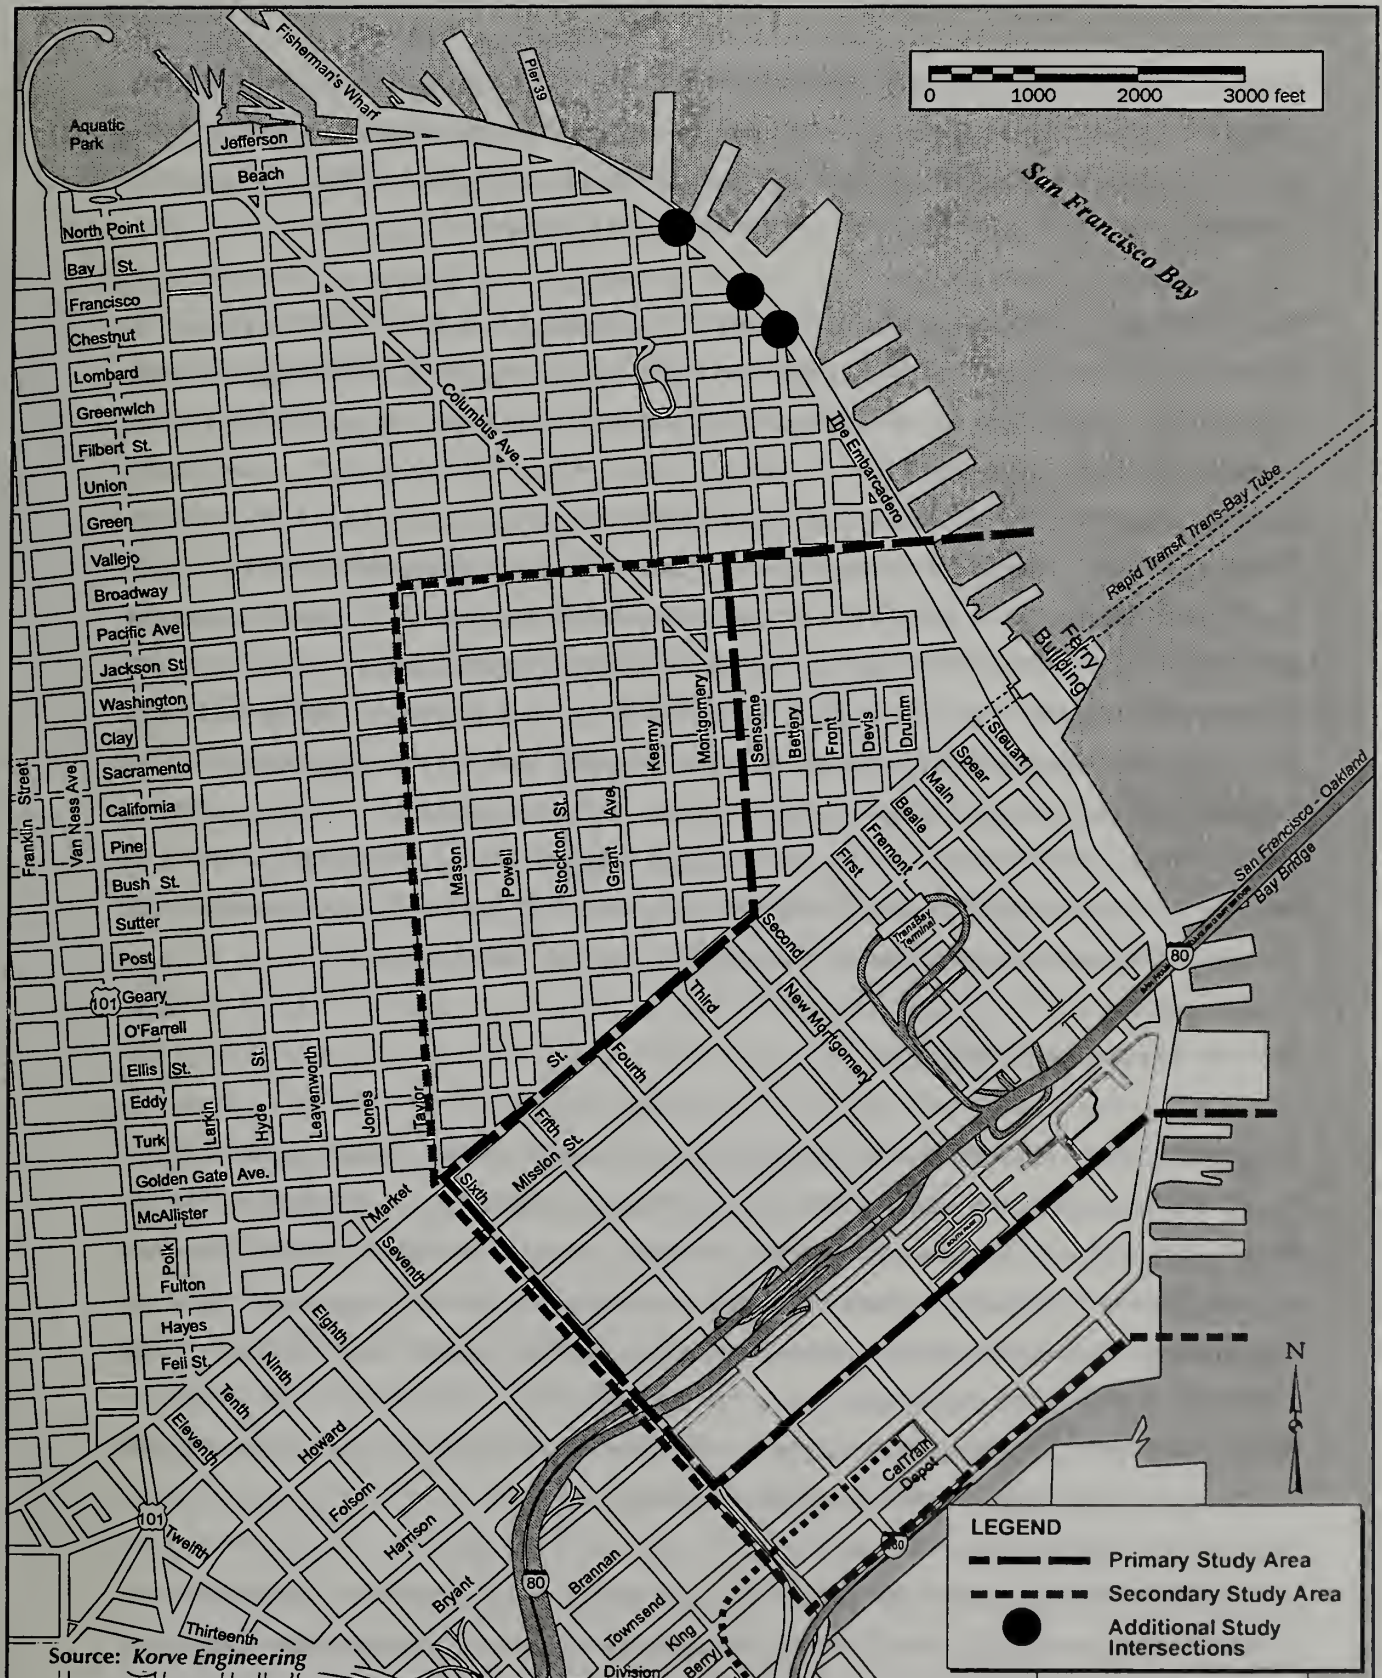 Fisherman's Wharf
Pier 39
0 1000 2000 3000 feet
Aquatic
Park
Jefferson
Beach
San Francisco Bay
North Point
Bay St.
Francisco
Chestnut
Lombard
Greenwich
Filbert St.
Union
Green
Vallejo
Broadway
Pacific Ave
Jackson St
Washington
Clay
Sacramento
California
Pine
Bush St.
Sutter
Post
101
Geary
O'Farrell
Ellis St.
Eddy
Turk
Golden Gate Ave.
McAllister
Fulton
Hayes
Fell St.
Columbus Ave.
The Embarcadero
Rapid Transit Trans-Bay Tube
Ferry
Building
Franklin Street
Van Ness Ave.
Polk
Larkin
Hyde St.
Leavenworth
Jones
Taylor
Mason
Powell
Stockton St.
Grant Ave.
Kearny
Montgomery
Sensome
Bettery
Front
Devis
Drumm
Steuart
Spear
Main
Beale
Fremont
First
TransBay
Terminal
San Francisco - Oakland
Bay Bridge
80
Second
New Montgomery
Third
Fourth
Fifth
Sixth
Market St.
Mission St.
Seventh
Eighth
Ninth
Tenth
Eleventh
Twelfth
Thirteenth
101
Howard
Folsom
Harrison
Bryant
Brannan
Townsend
King
Berry
Division
80
SOUTH PARK
CalTrain
Depot
N
LEGEND
Primary Study Area
Secondary Study Area
Additional Study
Intersections
Source: Korve Engineering